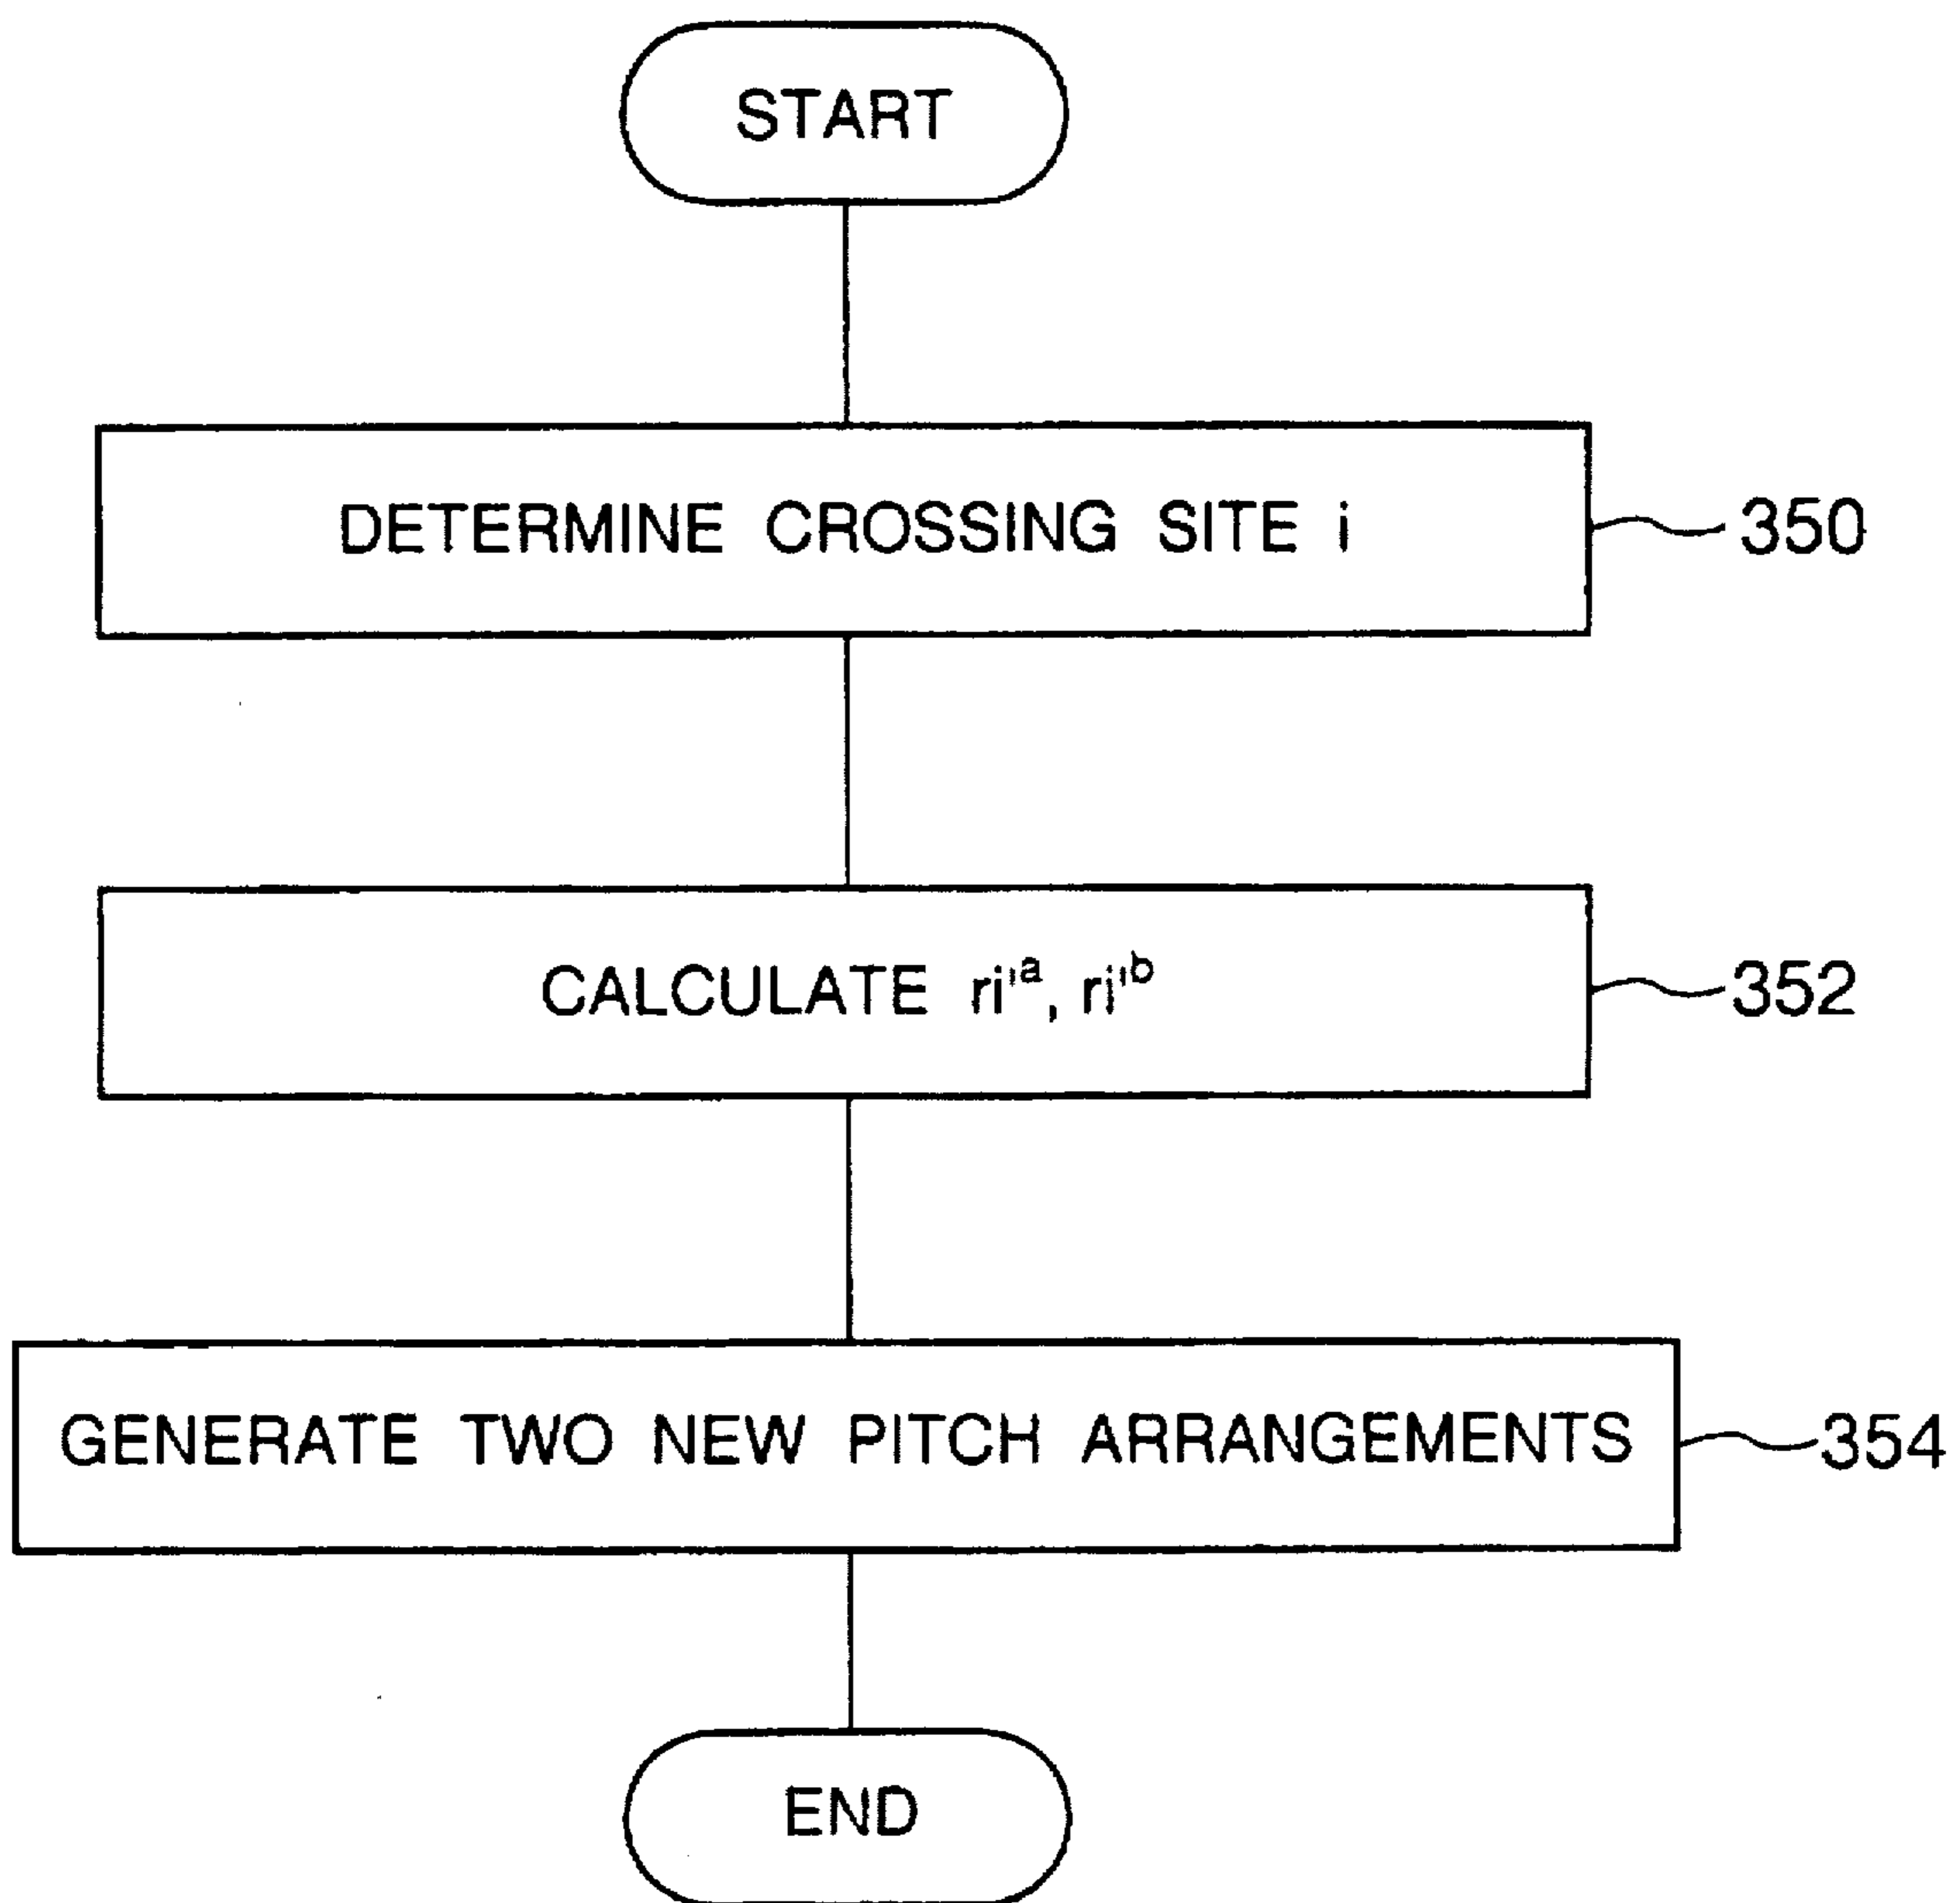 START
DETERMINE CROSSING SITE i
350
CALCULATE ri'ᵃ, ri'ᵇ
352
GENERATE TWO NEW PITCH ARRANGEMENTS
354
END